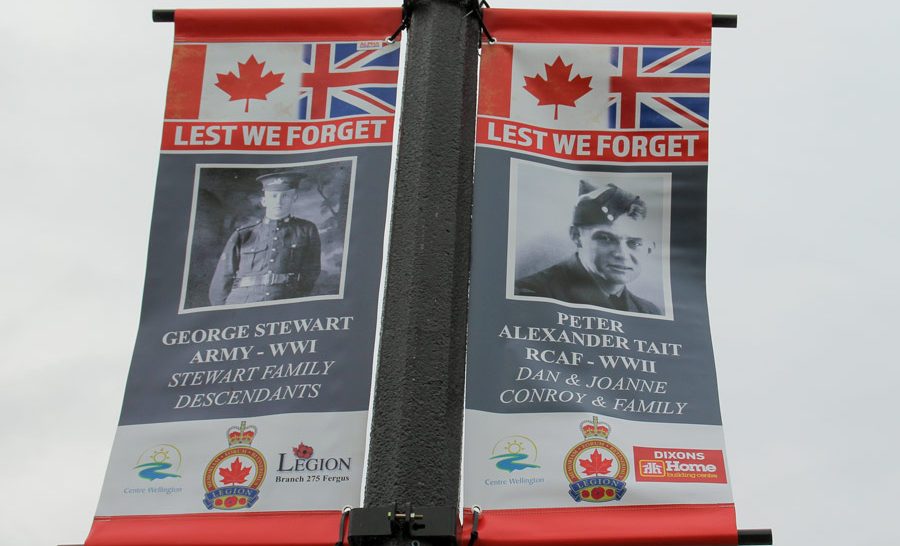 LEST WE FORGET
GEORGE STEWART
ARMY - WWI
STEWART FAMILY
DESCENDANTS
Centre Wellington
LEGION
LEGION
Branch 275 Fergus
LEST WE FORGET
PETER
ALEXANDER TAIT
RCAF - WWII
DAN & JOANNE
CONROY & FAMILY
Centre Wellington
LEGION
DIXONS
Home
building centre